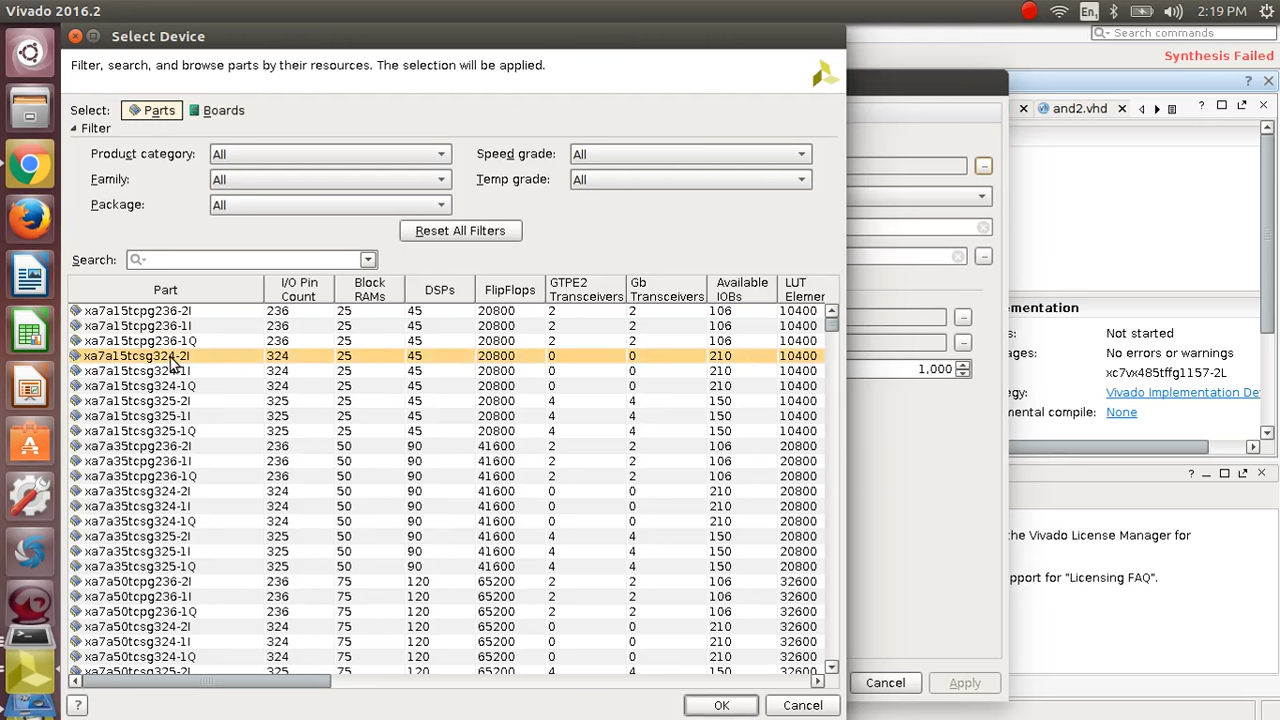 Vivado 2016.2
En
2:19 PM
Select Device
Search commands
Filter, search, and browse parts by their resources. The selection will be applied.
Synthesis Failed
Select: Parts Boards
and2.vhd
Filter
Product category: All Speed grade: All
Family: All Temp grade: All
Package: All
Reset All Filters
Search:
Part I/O Pin Count Block RAMs DSPs FlipFlops GTPE2 Transceivers Gb Transceivers Available IOBs LUT Elemer
xa7a15tcpg236-2I 236 25 45 20800 2 2 106 10400
xa7a15tcpg236-1I 236 25 45 20800 2 2 106 10400
xa7a15tcpg236-1Q 236 25 45 20800 2 2 106 10400
xa7a15tcsg324-2I 324 25 45 20800 0 0 210 10400
xa7a15tcsg324-1I 324 25 45 20800 0 0 210 10400
xa7a15tcsg324-1Q 324 25 45 20800 0 0 210 10400
xa7a15tcsg325-2I 325 25 45 20800 4 4 150 10400
xa7a15tcsg325-1I 325 25 45 20800 4 4 150 10400
xa7a15tcsg325-1Q 325 25 45 20800 4 4 150 10400
xa7a35tcpg236-2I 236 50 90 41600 2 2 106 20800
xa7a35tcpg236-1I 236 50 90 41600 2 2 106 20800
xa7a35tcpg236-1Q 236 50 90 41600 2 2 106 20800
xa7a35tcsg324-2I 324 50 90 41600 0 0 210 20800
xa7a35tcsg324-1I 324 50 90 41600 0 0 210 20800
xa7a35tcsg324-1Q 324 50 90 41600 0 0 210 20800
xa7a35tcsg325-2I 325 50 90 41600 4 4 150 20800
xa7a35tcsg325-1I 325 50 90 41600 4 4 150 20800
xa7a35tcsg325-1Q 325 50 90 41600 4 4 150 20800
xa7a50tcpg236-2I 236 75 120 65200 2 2 106 32600
xa7a50tcpg236-1I 236 75 120 65200 2 2 106 32600
xa7a50tcpg236-1Q 236 75 120 65200 2 2 106 32600
xa7a50tcsg324-2I 324 75 120 65200 0 0 210 32600
xa7a50tcsg324-1I 324 75 120 65200 0 0 210 32600
xa7a50tcsg324-1Q 324 75 120 65200 0 0 210 32600
xa7a50tcsg325-2I 325 75 120 65200 4 4 150 32600
OK Cancel
1,000
Cancel Apply
mentation
Not started
ages: No errors or warnings
xc7vx485tffg1157-2L
egy: Vivado Implementation De
mental compile: None
the Vivado License Manager for
pport for "Licensing FAQ".